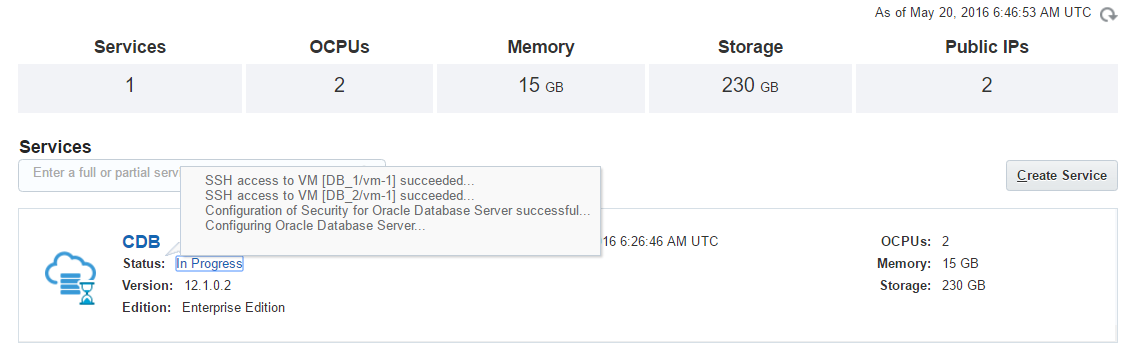 As of May 20, 2016 6:46:53 AM UTC
Services OCPUs Memory Storage Public IPs
1 2 15 GB 230 GB 2
Services
Enter a full or partial
Create Service
SSH access to VM [DB_1/vm-1] succeeded...
SSH access to VM [DB_2/vm-1] succeeded...
Configuration of Security for Oracle Database Server successful...
Configuring Oracle Database Server...
CDB 16 6:26:46 AM UTC OCPUs: 2
Status: In Progress Memory: 15 GB
Version: 12.1.0.2 Storage: 230 GB
Edition: Enterprise Edition